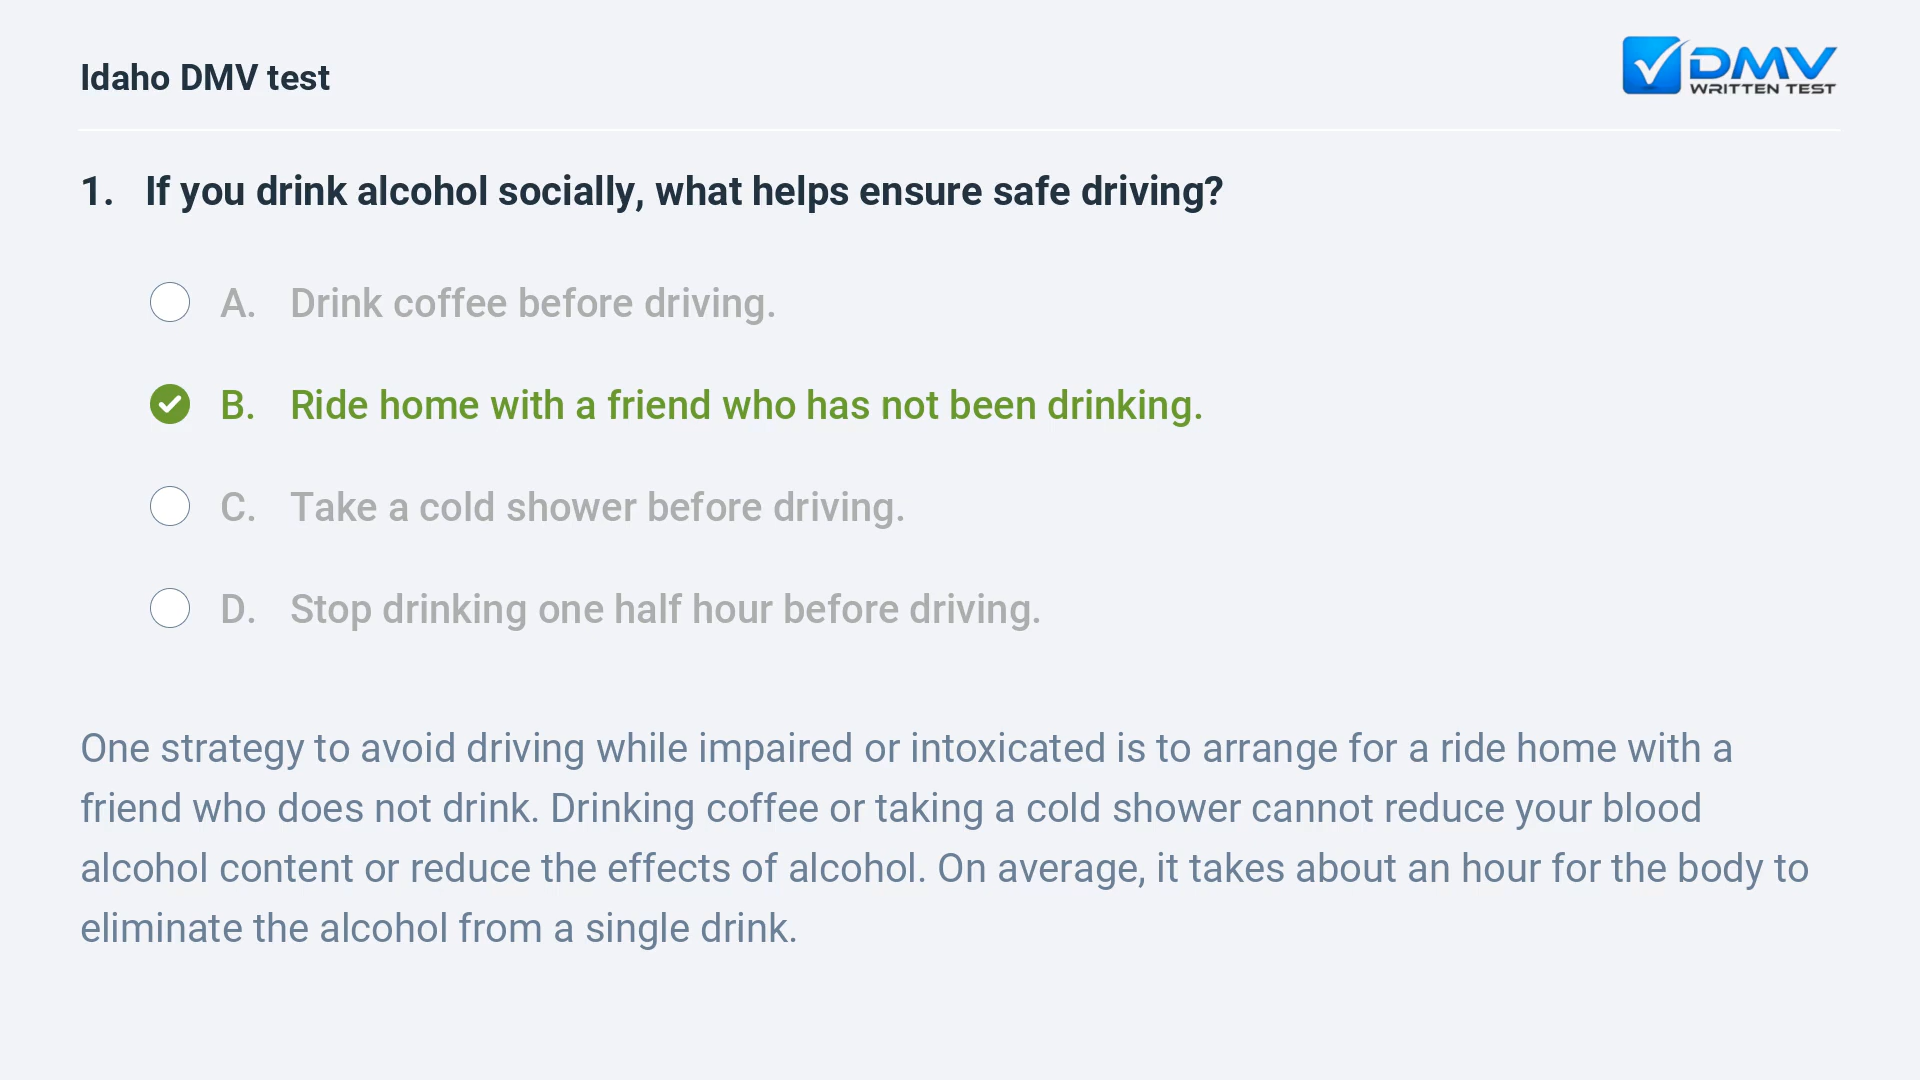 Idaho DMV test
DMV
WRITTEN TEST
1. If you drink alcohol socially, what helps ensure safe driving?
A. Drink coffee before driving.
B. Ride home with a friend who has not been drinking.
C. Take a cold shower before driving.
D. Stop drinking one half hour before driving.
One strategy to avoid driving while impaired or intoxicated is to arrange for a ride home with a
friend who does not drink. Drinking coffee or taking a cold shower cannot reduce your blood
alcohol content or reduce the effects of alcohol. On average, it takes about an hour for the body to
eliminate the alcohol from a single drink.